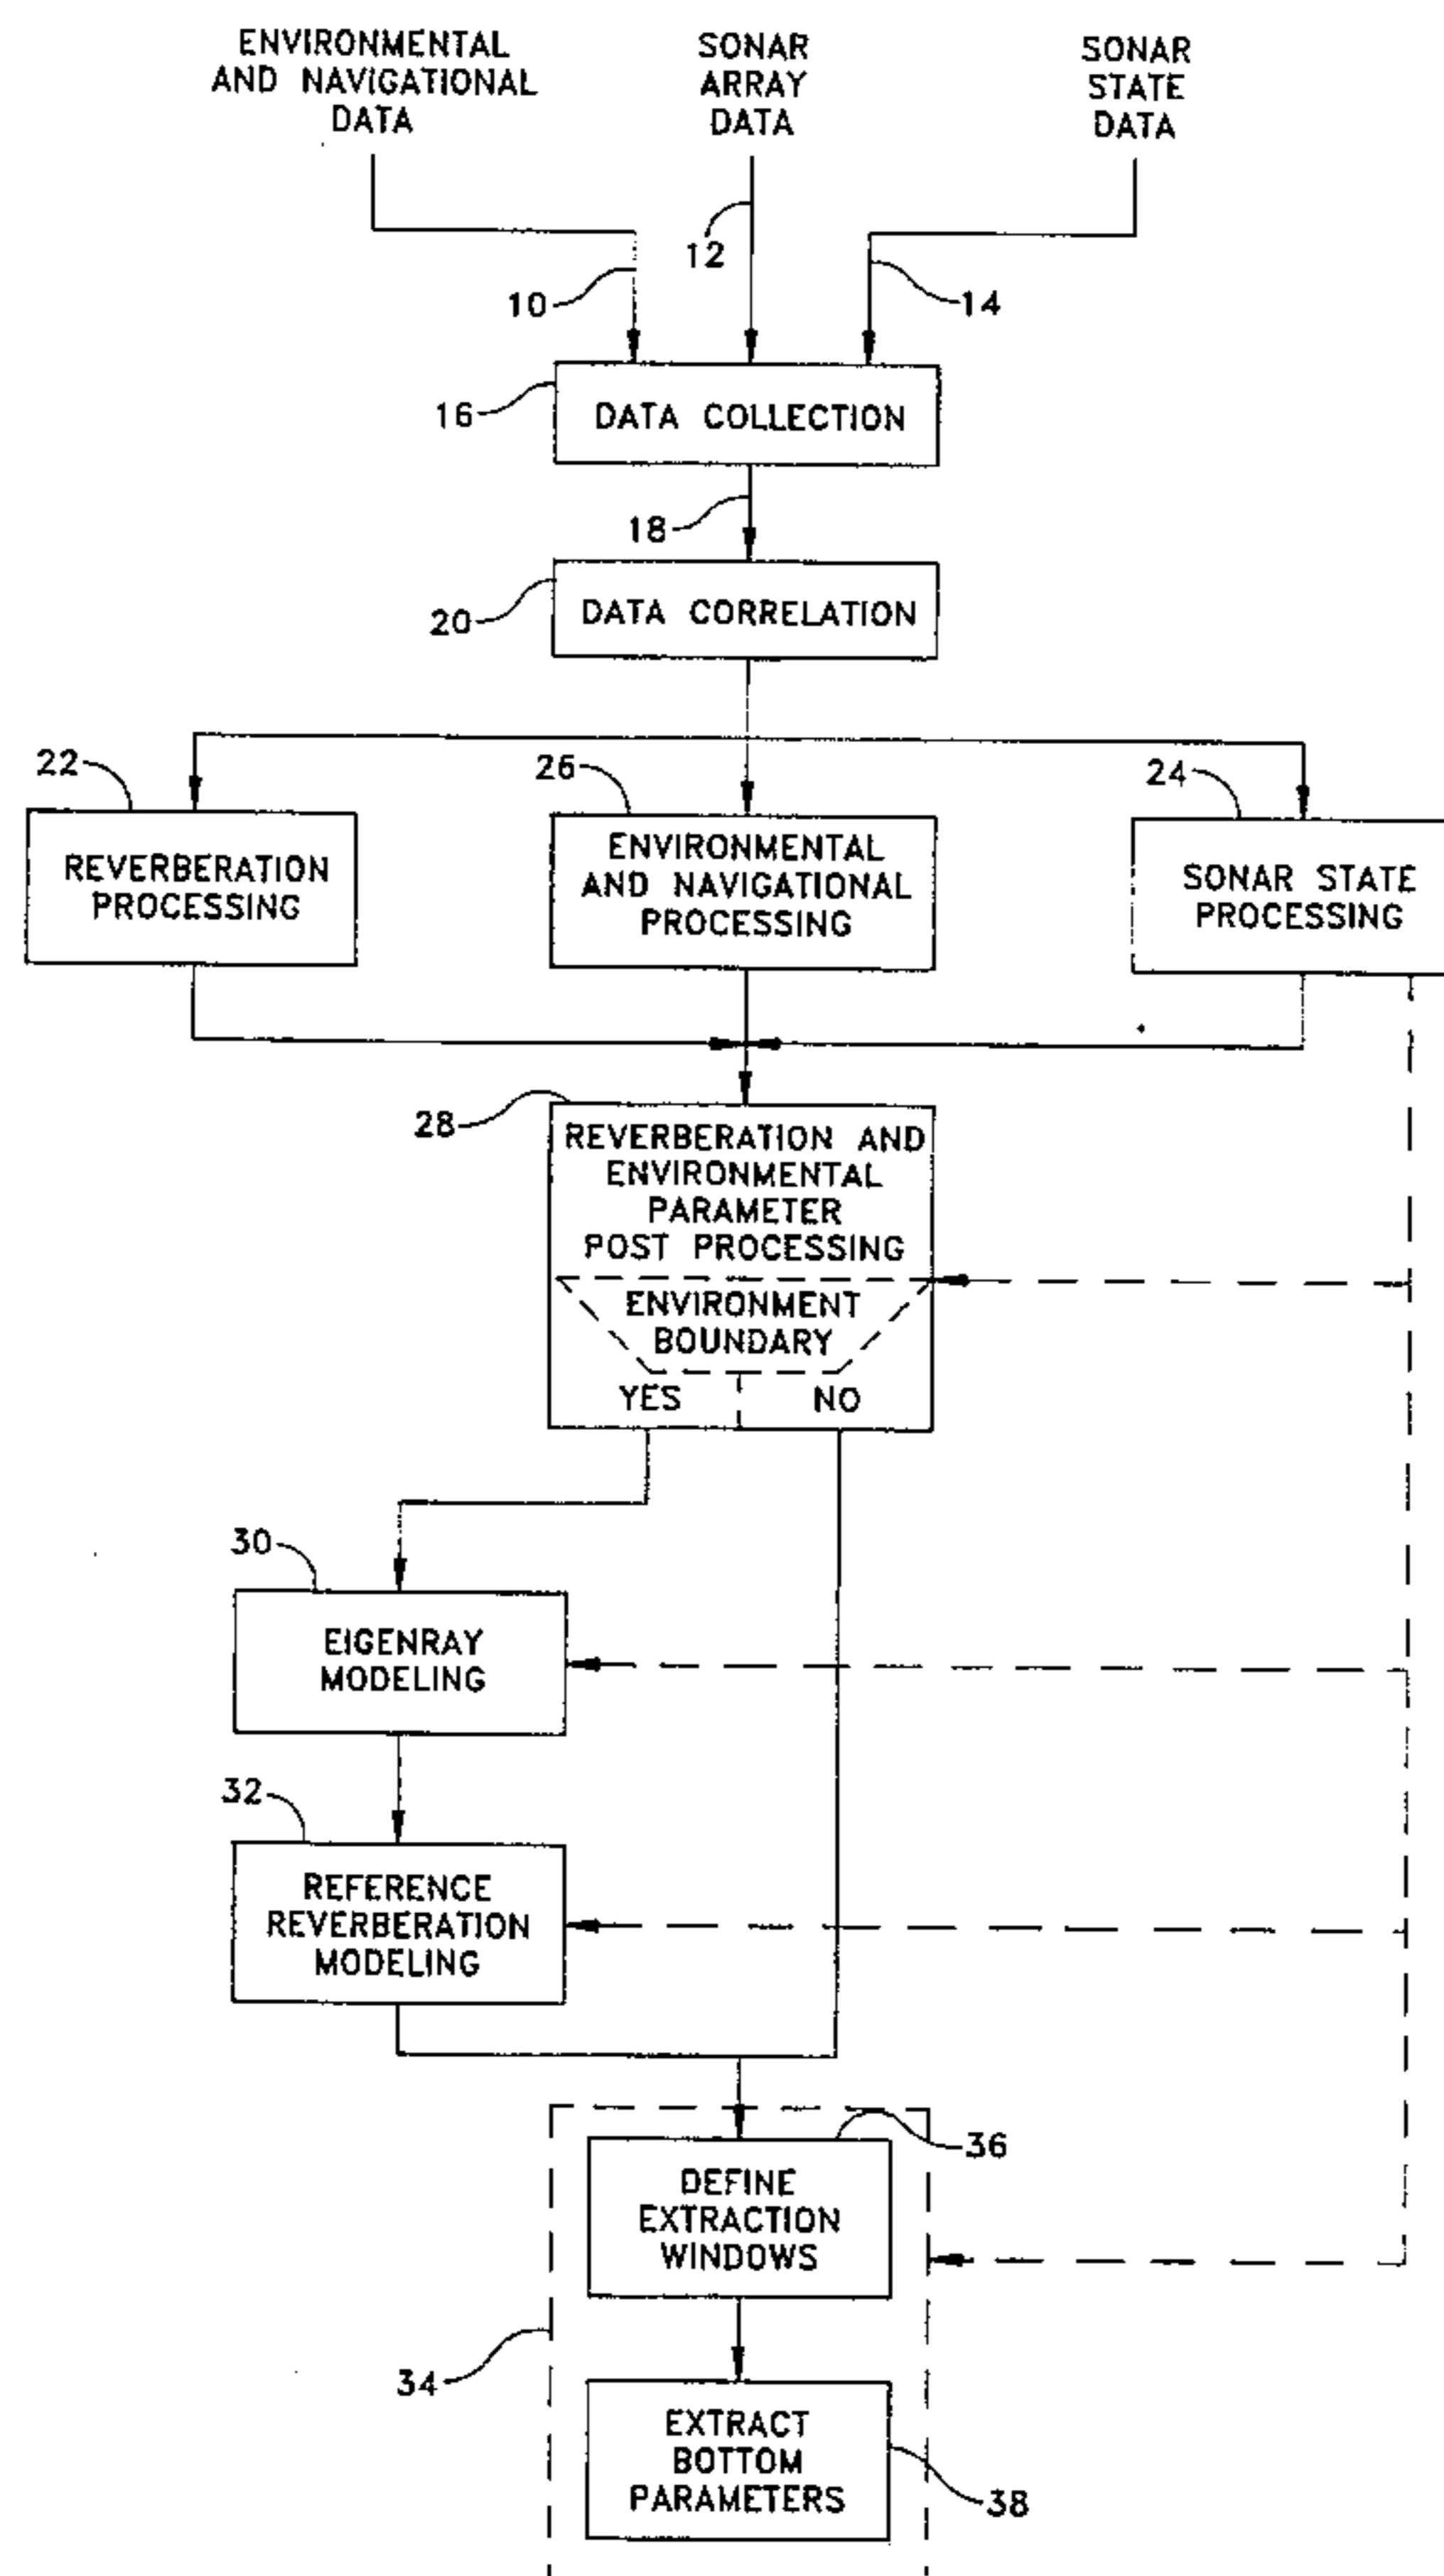 ENVIRONMENTAL
AND NAVIGATIONAL
DATA
SONAR
ARRAY
DATA
SONAR
STATE
DATA
12
10
14
16
DATA COLLECTION
18
20
DATA CORRELATION
22
26
24
REVERBERATION
PROCESSING
ENVIRONMENTAL
AND NAVIGATIONAL
PROCESSING
SONAR STATE
PROCESSING
28
REVERBERATION AND
ENVIRONMENTAL
PARAMETER
POST PROCESSING
ENVIRONMENT
BOUNDARY
YES
NO
30
EIGENRAY
MODELING
32
REFERENCE
REVERBERATION
MODELING
36
DEFINE
EXTRACTION
WINDOWS
34
EXTRACT
BOTTOM
PARAMETERS
38